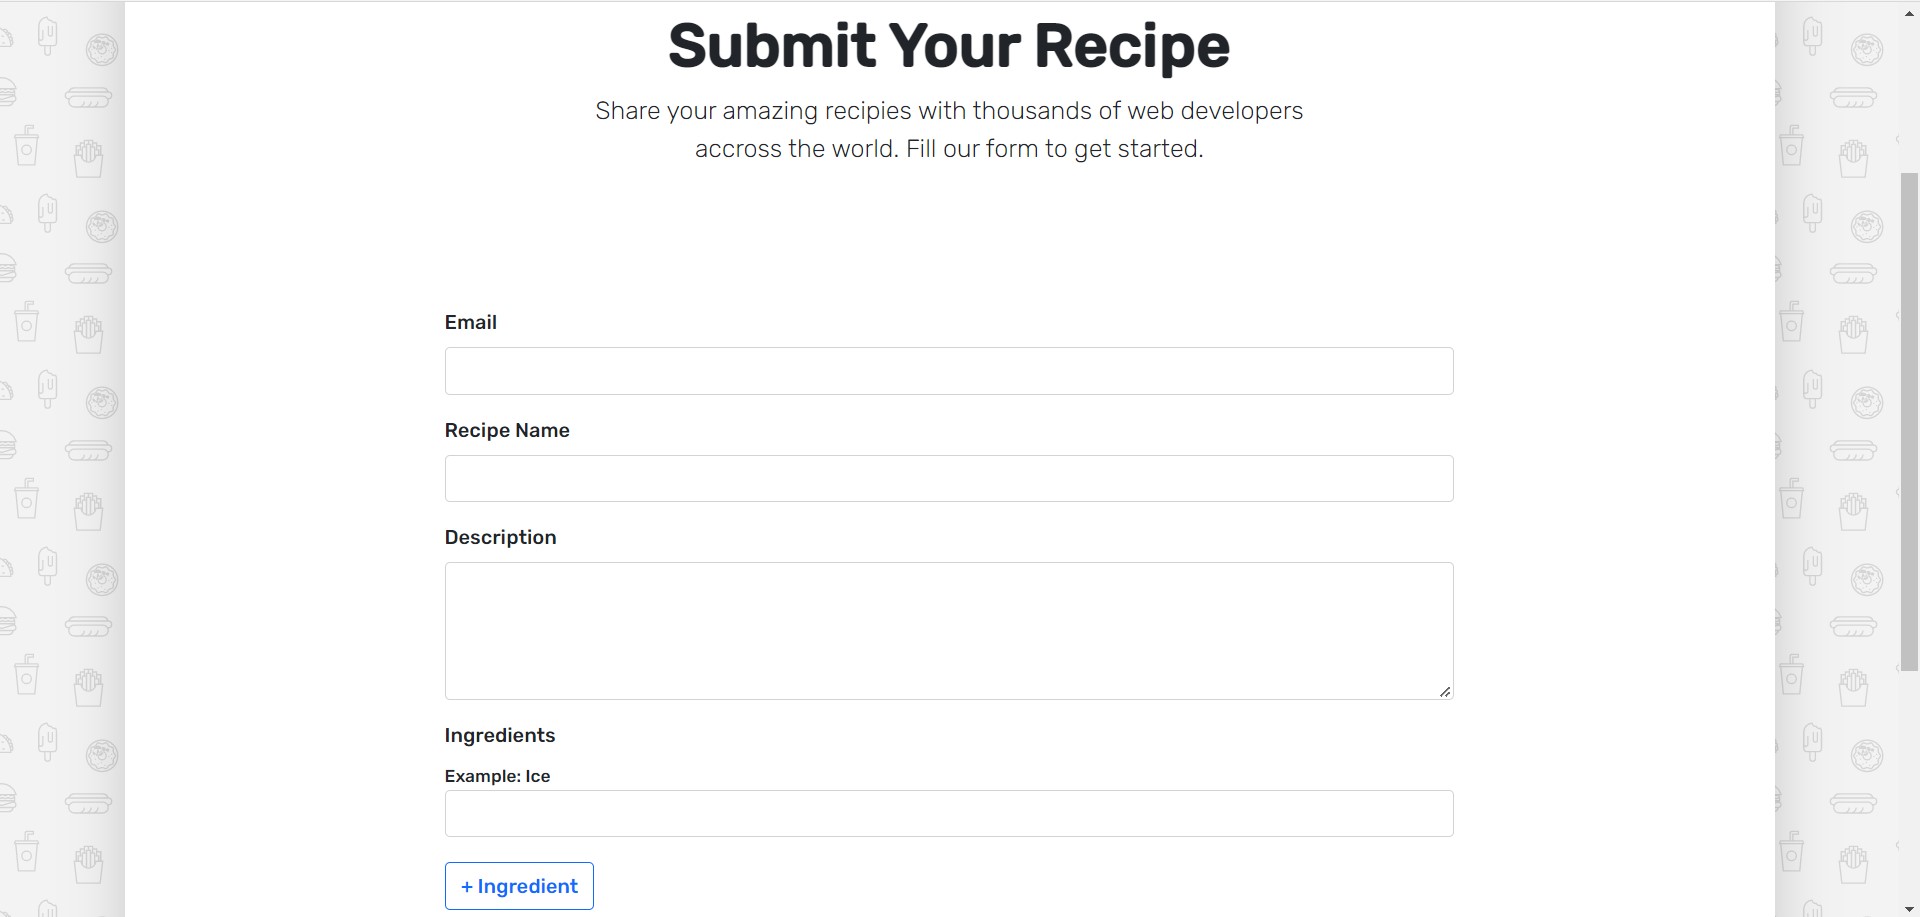 Submit Your Recipe
Share your amazing recipies with thousands of web developers
accross the world. Fill our form to get started.
Email
Recipe Name
Description
Ingredients
Example: Ice
+ Ingredient